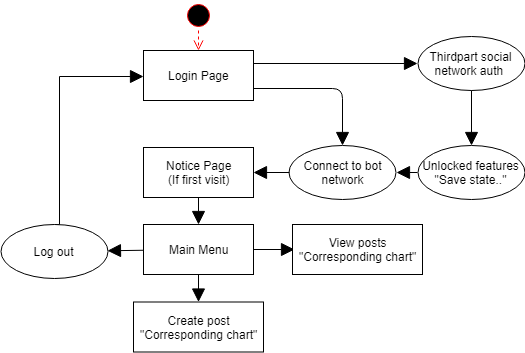 Login Page
Thirdpart social
network auth
Notice Page
(If first visit)
Connect to bot
network
Unlocked features
"Save state.."
Log out
Main Menu
View posts
"Corresponding chart"
Create post
"Corresponding chart"